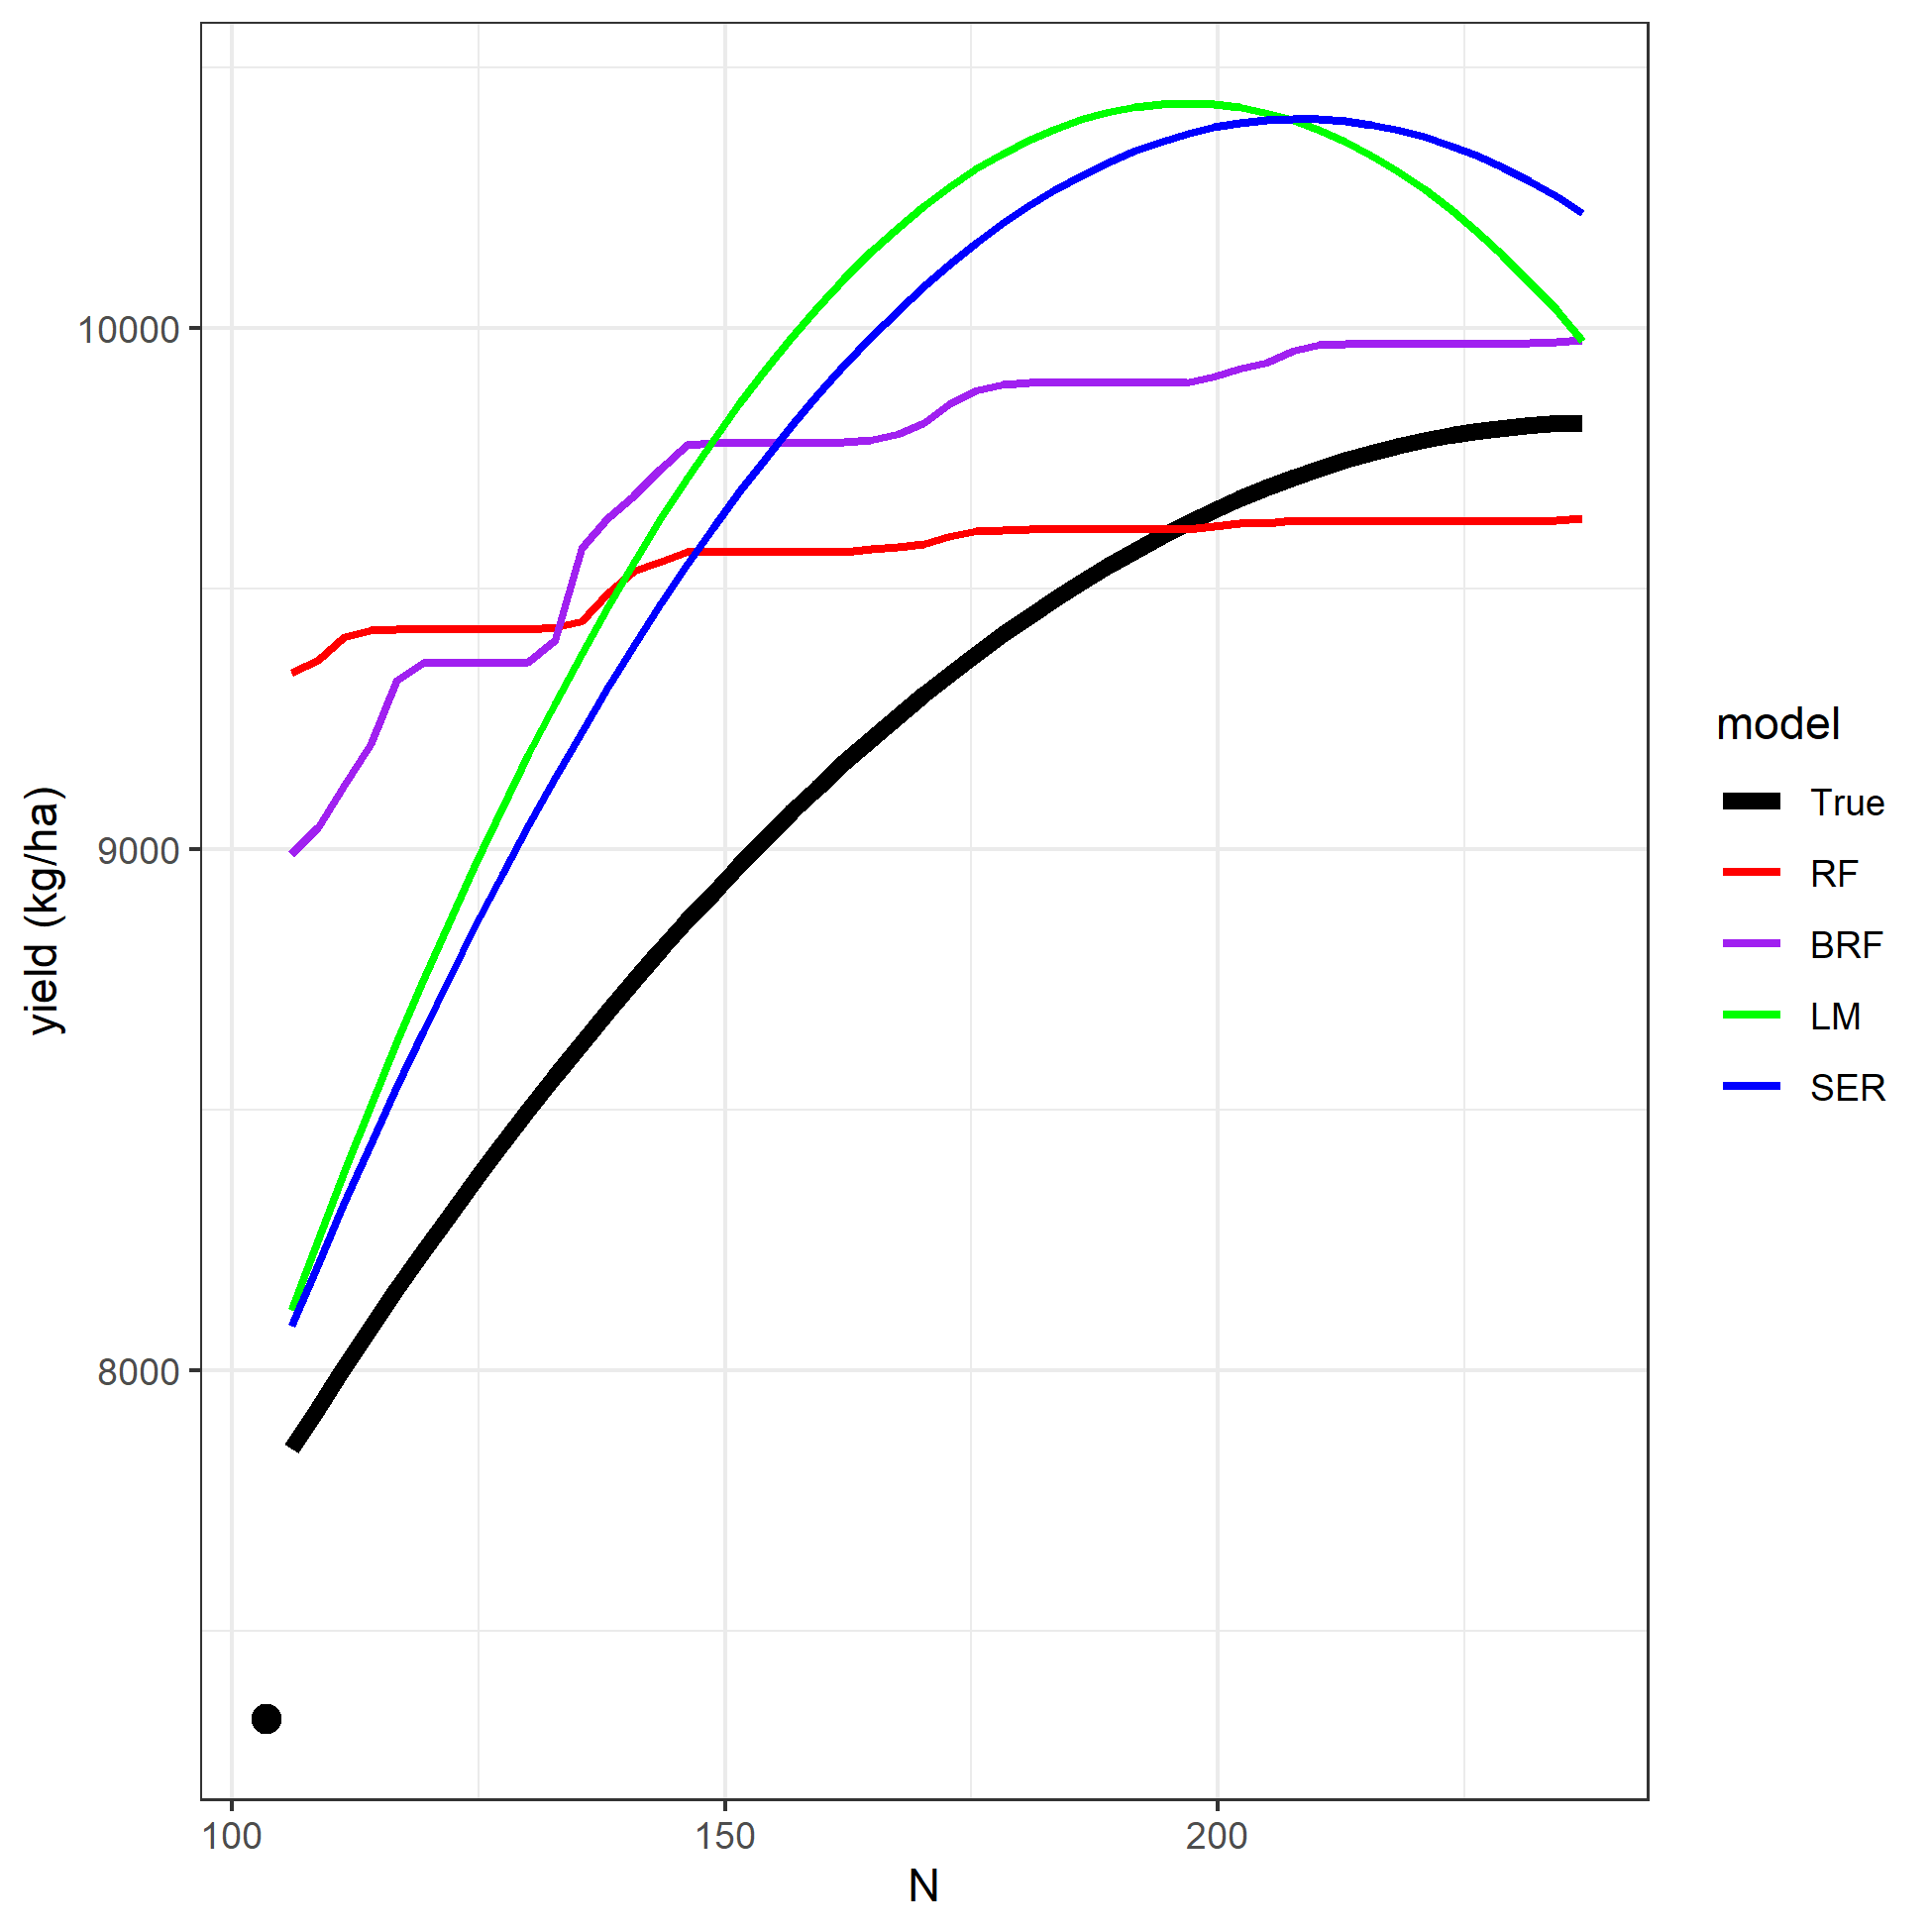 yield (kg/ha)
10000
9000
8000
100
150
200
N
model
True
RF
BRF
LM
SER